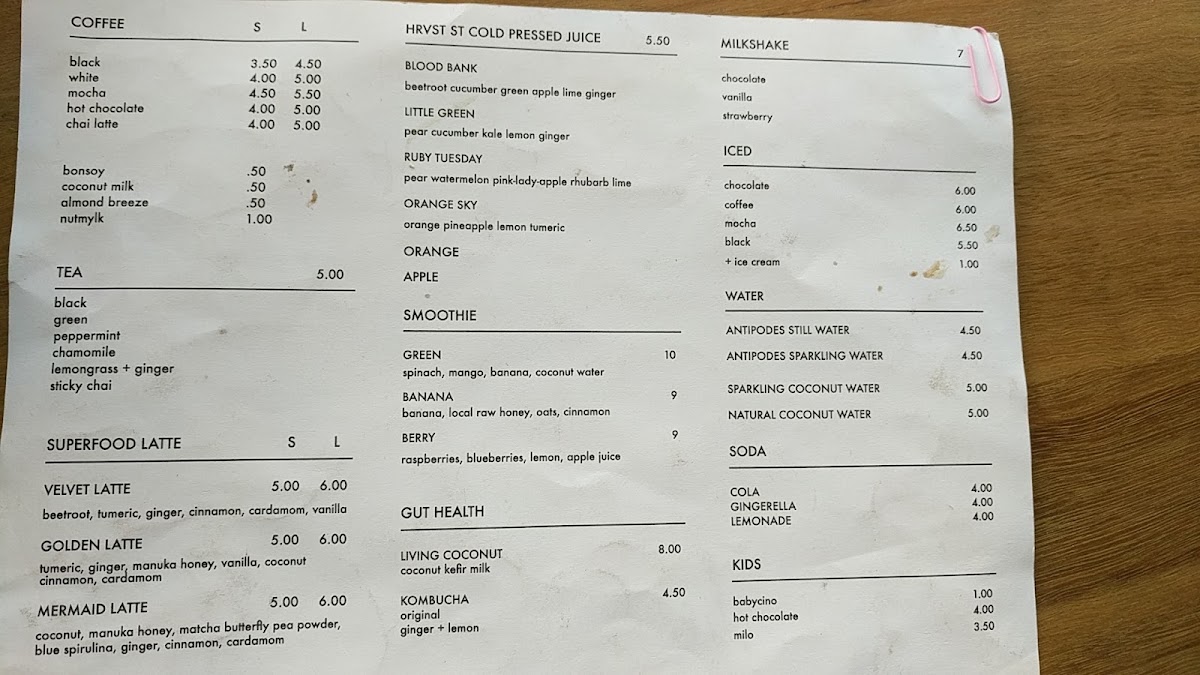 COFFEE S L
black 3.50 4.50
white 4.00 5.00
mocha 4.50 5.50
hot chocolate 4.00 5.00
chai latte 4.00 5.00
bonsoy .50
coconut milk .50
almond breeze .50
nutmylk 1.00
TEA 5.00
black
green
peppermint
chamomile
lemongrass + ginger
sticky chai
SUPERFOOD LATTE S L
VELVET LATTE 5.00 6.00
beetroot, tumeric, ginger, cinnamon, cardamom, vanilla
GOLDEN LATTE 5.00 6.00
tumeric, ginger, manuka honey, vanilla, coconut
cinnamon, cardamom
MERMAID LATTE 5.00 6.00
coconut, manuka honey, matcha butterfly pea powder,
blue spirulina, ginger, cinnamon, cardamom
HRVST ST COLD PRESSED JUICE 5.50
BLOOD BANK
beetroot cucumber green apple lime ginger
LITTLE GREEN
pear cucumber kale lemon ginger
RUBY TUESDAY
pear watermelon pink-lady-apple rhubarb lime
ORANGE SKY
orange pineapple lemon tumeric
ORANGE
APPLE
SMOOTHIE
GREEN 10
spinach, mango, banana, coconut water
BANANA 9
banana, local raw honey, oats, cinnamon
BERRY 9
raspberries, blueberries, lemon, apple juice
GUT HEALTH
LIVING COCONUT 8.00
coconut kefir milk
KOMBUCHA 4.50
original
ginger + lemon
MILKSHAKE 7
chocolate
vanilla
strawberry
ICED
chocolate 6.00
coffee 6.00
mocha 6.50
black 5.50
+ ice cream 1.00
WATER
ANTIPODES STILL WATER 4.50
ANTIPODES SPARKLING WATER 4.50
SPARKLING COCONUT WATER 5.00
NATURAL COCONUT WATER 5.00
SODA
COLA 4.00
GINGERELLA 4.00
LEMONADE 4.00
KIDS
babycino 1.00
hot chocolate 4.00
milo 3.50